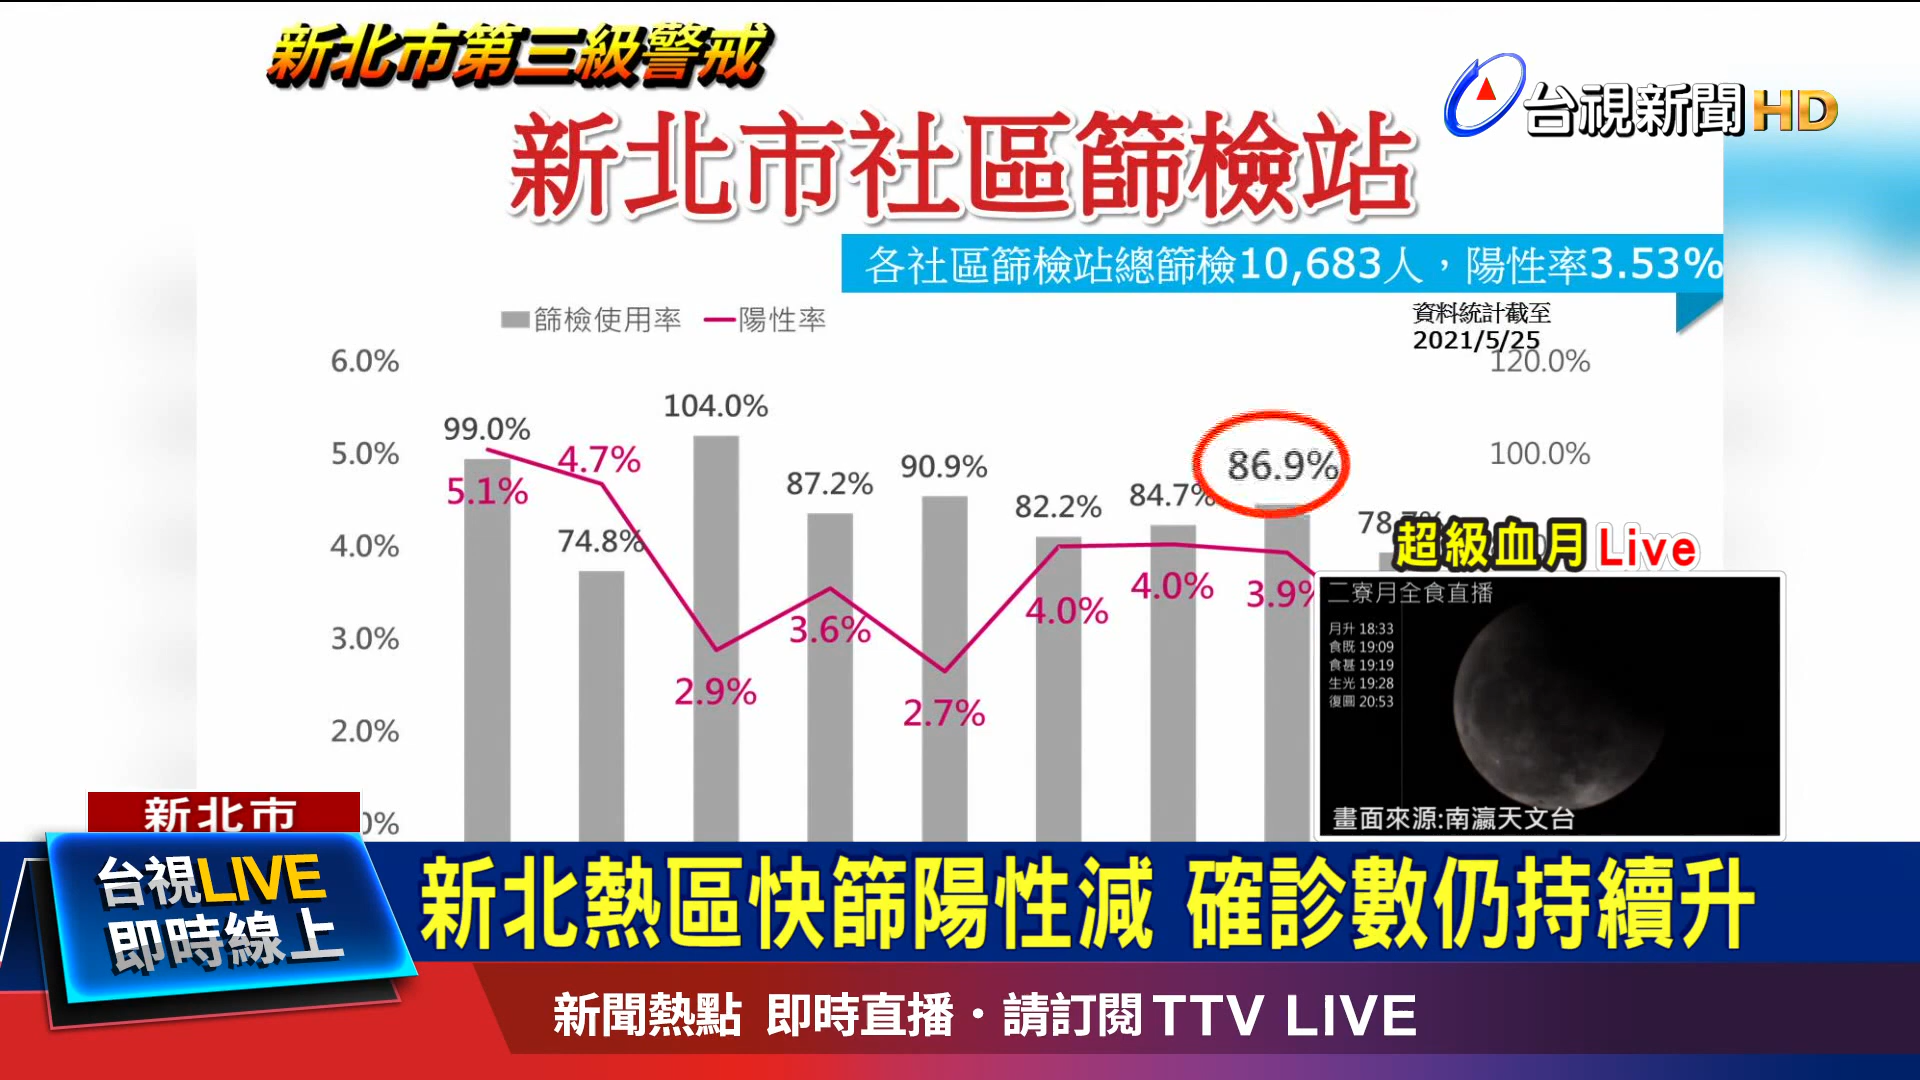 新北市第三級警戒
台視新聞HD
新北市社區篩檢站
各社區篩檢站總篩檢10,683人，陽性率3.53%
資料統計截至
2021/5/25
篩檢使用率 陽性率
6.0%
5.0%
4.0%
3.0%
2.0%
120.0%
100.0%
99.0%
74.8%
104.0%
87.2%
90.9%
82.2%
84.7%
86.9%
5.1%
4.7%
2.9%
3.6%
2.7%
4.0%
4.0%
3.9%
超級血月Live
二寮月全食直播
月升 18:33
食既 19:09
食甚 19:19
生光 19:28
復圓 20:53
畫面來源:南瀛天文台
新北市
台視LIVE
即時線上
新北熱區快篩陽性減 確診數仍持續升
新聞熱點 即時直播・請訂閱TTV LIVE